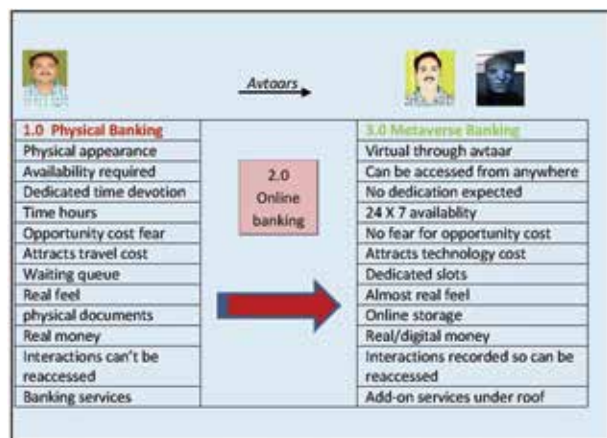 Avtaars
1.0 Physical Banking
Physical appearance
Availability required
Dedicated time devotion
Time hours
Opportunity cost fear
Attracts travel cost
Waiting queue
Real feel
physical documents
Real money
Interactions can't be
reaccessed
Banking services
2.0
Online
banking
3.0 Metaverse Banking
Virtual through avtaar
Can be accessed from anywhere
No dedication expected
24 X 7 availablity
No fear for opportunity cost
Attracts technology cost
Dedicated slots
Almost real feel
Online storage
Real/digital money
Interactions recorded so can be
reaccessed
Add-on services under roof